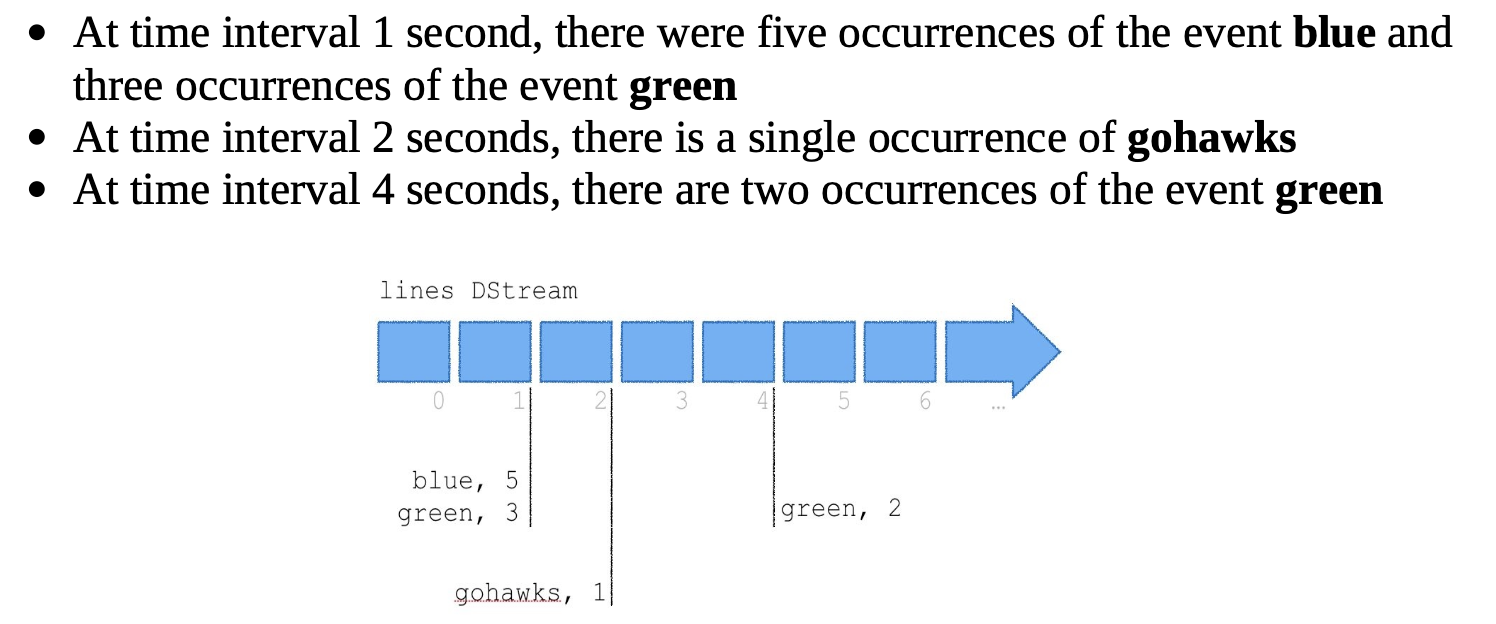 • At time interval 1 second, there were five occurrences of the event blue and
three occurrences of the event green
• At time interval 2 seconds, there is a single occurrence of gohawks
• At time interval 4 seconds, there are two occurrences of the event green
lines DStream
0 1 2 3 4 5 6 ...
blue, 5
green, 3
green, 2
gohawks, 1